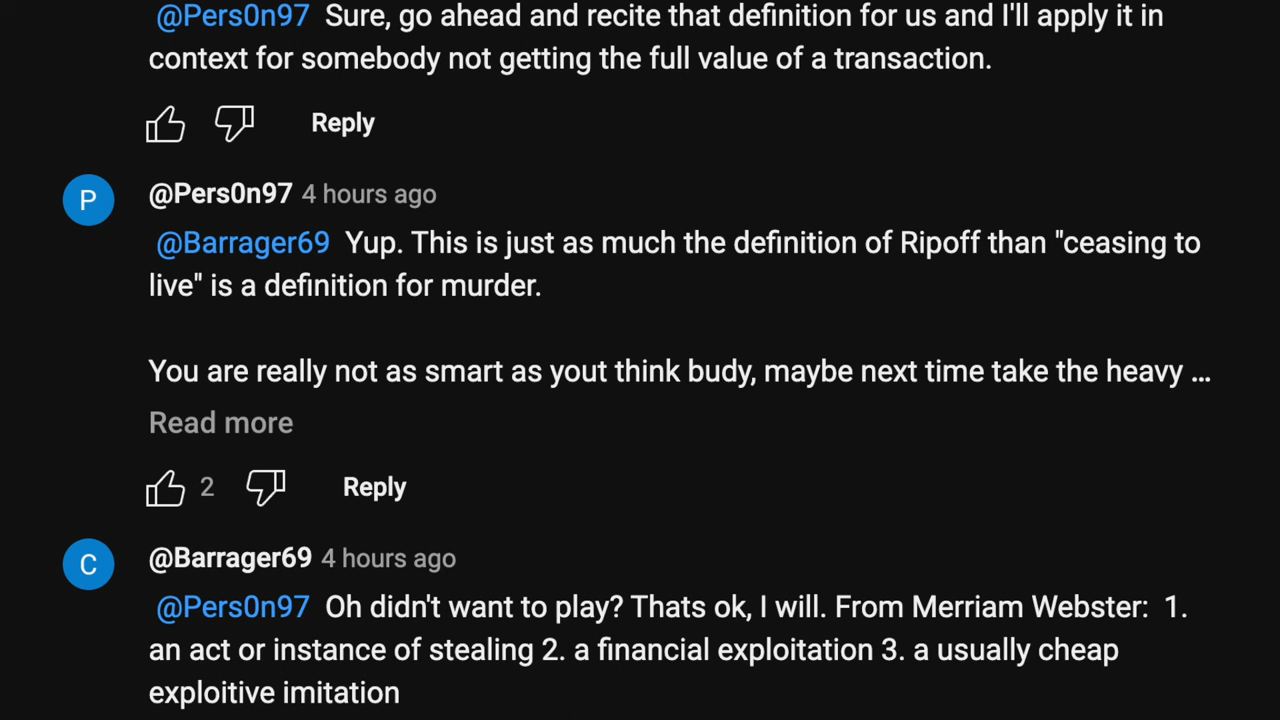 @Pers0n97 Sure, go ahead and recite that definition for us and I'll apply it in
context for somebody not getting the full value of a transaction.
Reply
P
@Pers0n97 4 hours ago
@Barrager69 Yup. This is just as much the definition of Ripoff than "ceasing to
live" is a definition for murder.
You are really not as smart as yout think budy, maybe next time take the heavy ...
Read more
2 Reply
C
@Barrager69 4 hours ago
@Pers0n97 Oh didn't want to play? Thats ok, I will. From Merriam Webster: 1.
an act or instance of stealing 2. a financial exploitation 3. a usually cheap
exploitive imitation